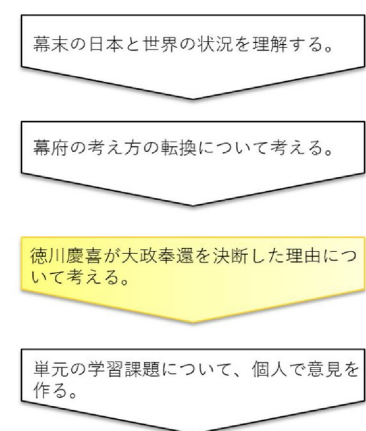 幕末の日本と世界の状況を理解する。
幕府の考え方の転換について考える。
徳川慶喜が大政奉還を決断した理由につ
いて考える。
単元の学習課題について、個人で意見を
作る。